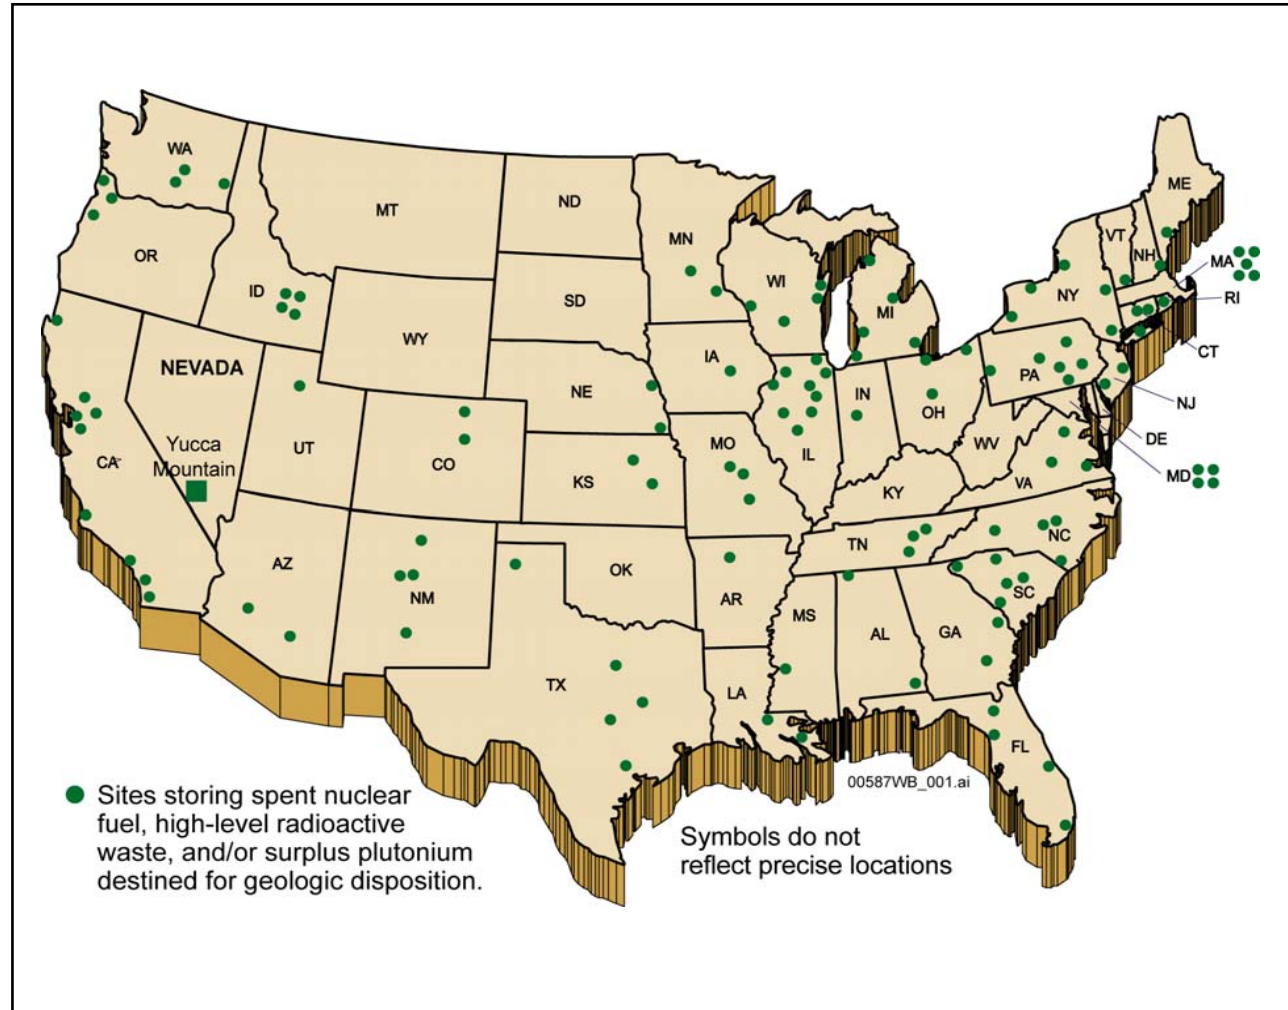 WA
MT
ND
MN
ME
VT
NH
MA
OR
ID
SD
WI
NY
RI
MI
WY
IA
CT
NEVADA
NE
PA
NJ
IN
OH
DE
Yucca
Mountain
UT
CO
MO
IL
WV
MD
CA
KS
KY
VA
AZ
NM
OK
TN
NC
AR
SC
MS
AL
GA
TX
LA
FL
00587WB_001.ai
Sites storing spent nuclear
fuel, high-level radioactive
waste, and/or surplus plutonium
destined for geologic disposition.
Symbols do not
reflect precise locations